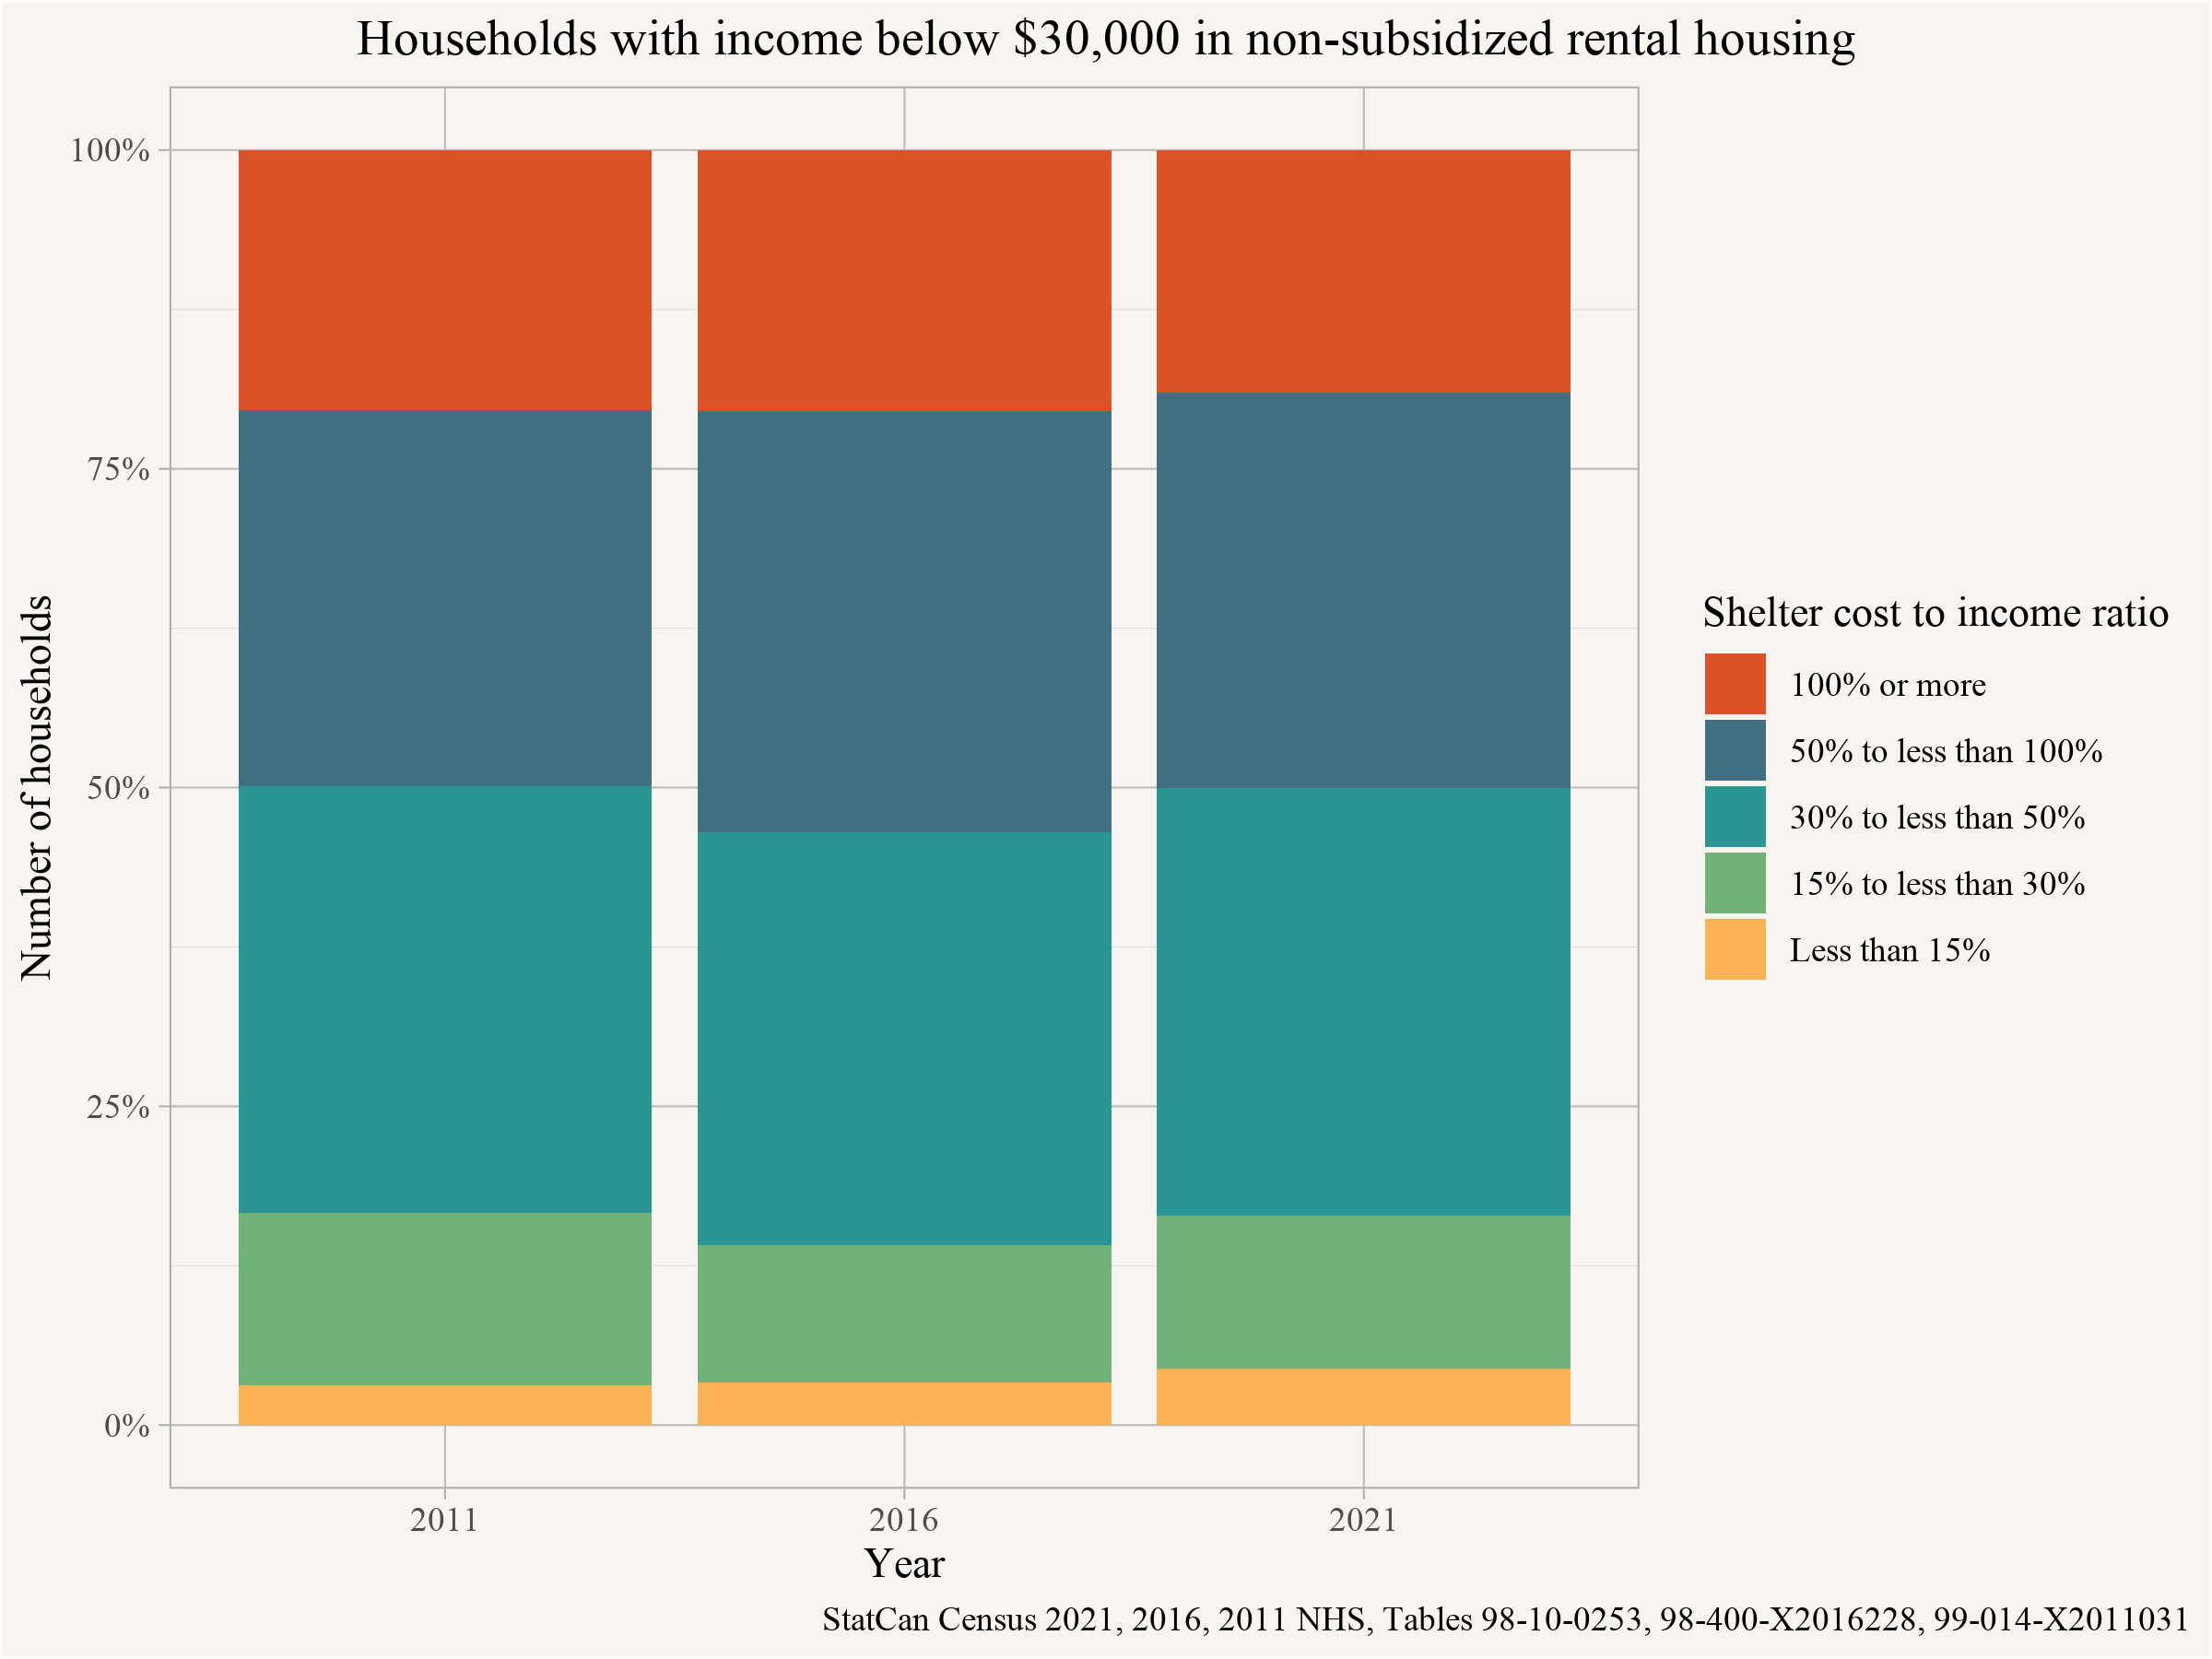 Households with income below $30,000 in non-subsidized rental housing
100%
75%
50%
25%
0%
Number of households
2011
2016
2021
Year
Shelter cost to income ratio
100% or more
50% to less than 100%
30% to less than 50%
15% to less than 30%
Less than 15%
StatCan Census 2021, 2016, 2011 NHS, Tables 98-10-0253, 98-400-X2016228, 99-014-X2011031